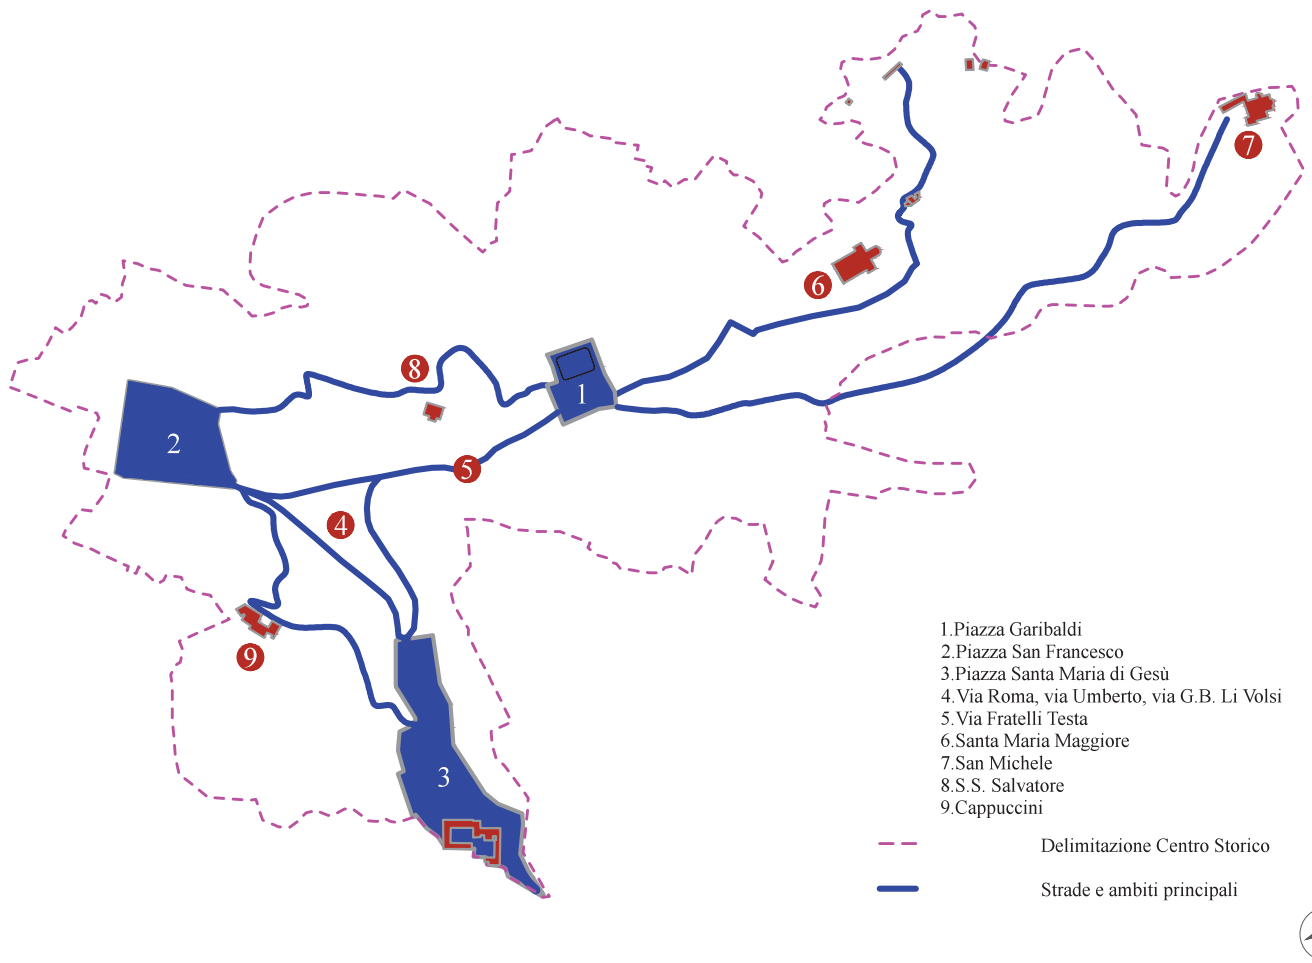 7
6
8
1
2
5
4
9
3
1.Piazza Garibaldi
2.Piazza San Francesco
3.Piazza Santa Maria di Gesù
4.Via Roma, via Umberto, via G.B. Li Volsi
5.Via Fratelli Testa
6.Santa Maria Maggiore
7.San Michele
8.S.S. Salvatore
9.Cappuccini
Delimitazione Centro Storico
Strade e ambiti principali